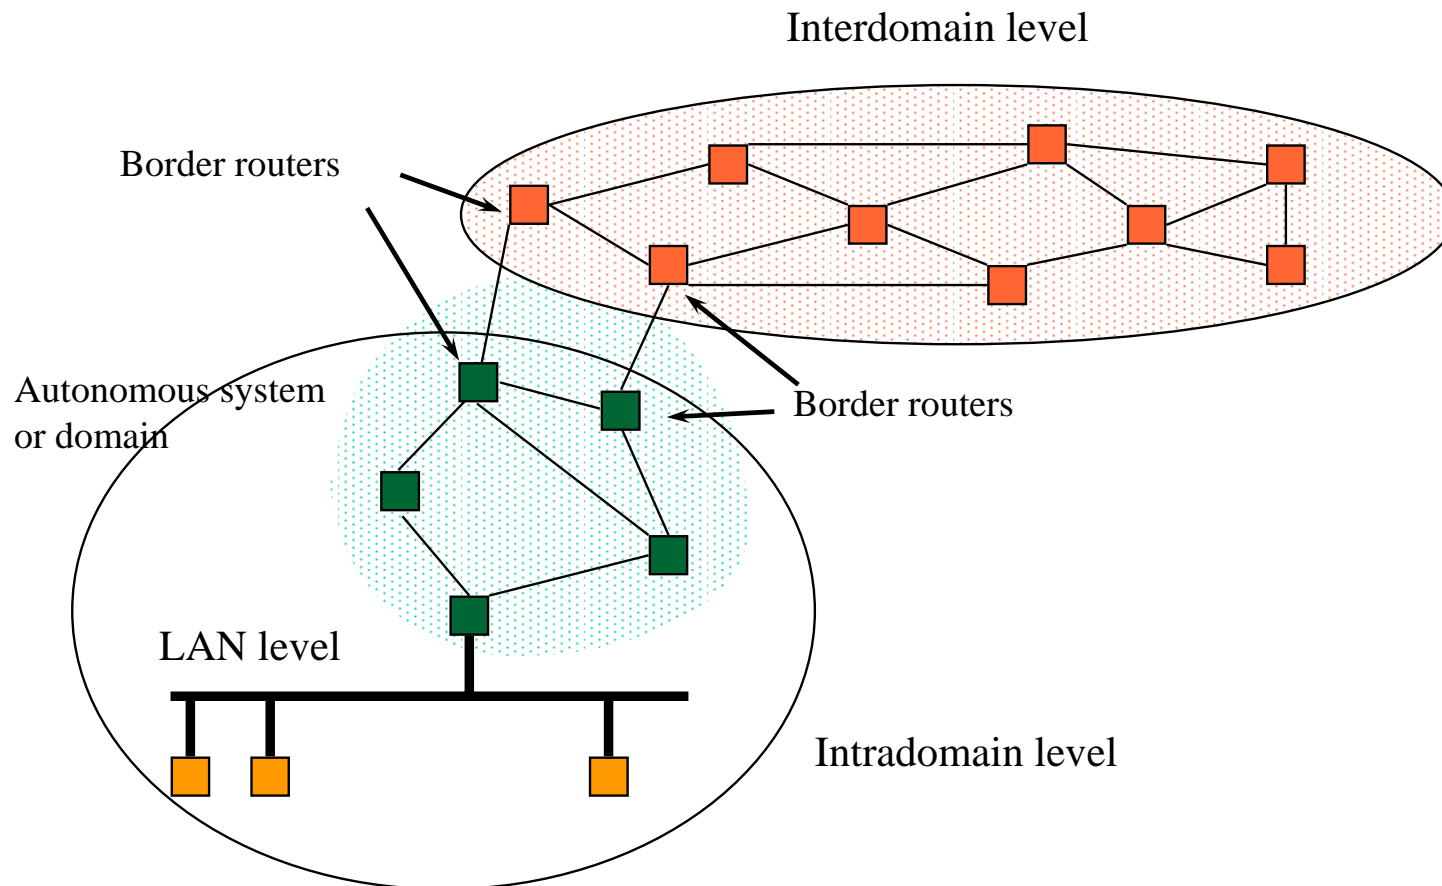 Interdomain level
Border routers
Autonomous system
or domain
Border routers
LAN level
Intradomain level